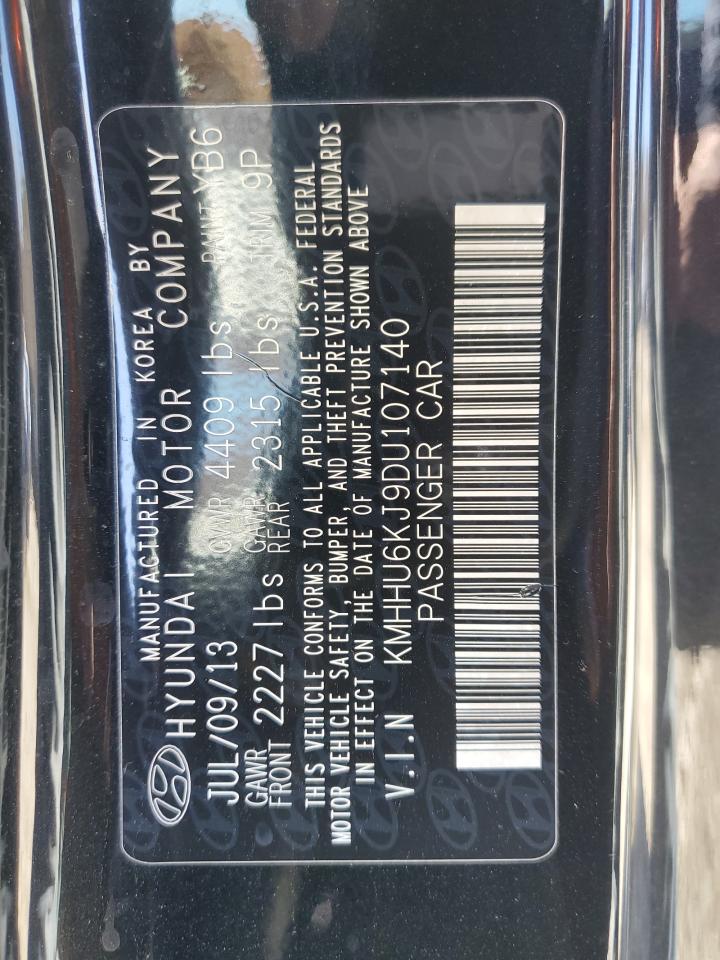 MANUFACTURED IN KOREA BY
HYUNDAI MOTOR COMPANY
JUL/09/13 GVWR 4409 lbs PAINT YB6
GAWR FRONT 2227 lbs GAWR REAR 2315 lbs TRIM 9P
THIS VEHICLE CONFORMS TO ALL APPLICABLE U.S.A. FEDERAL
MOTOR VEHICLE SAFETY, BUMPER, AND THEFT PREVENTION STANDARDS
IN EFFECT ON THE DATE OF MANUFACTURE SHOWN ABOVE
V.I.N KMHHU6KJ9DU107140
PASSENGER CAR